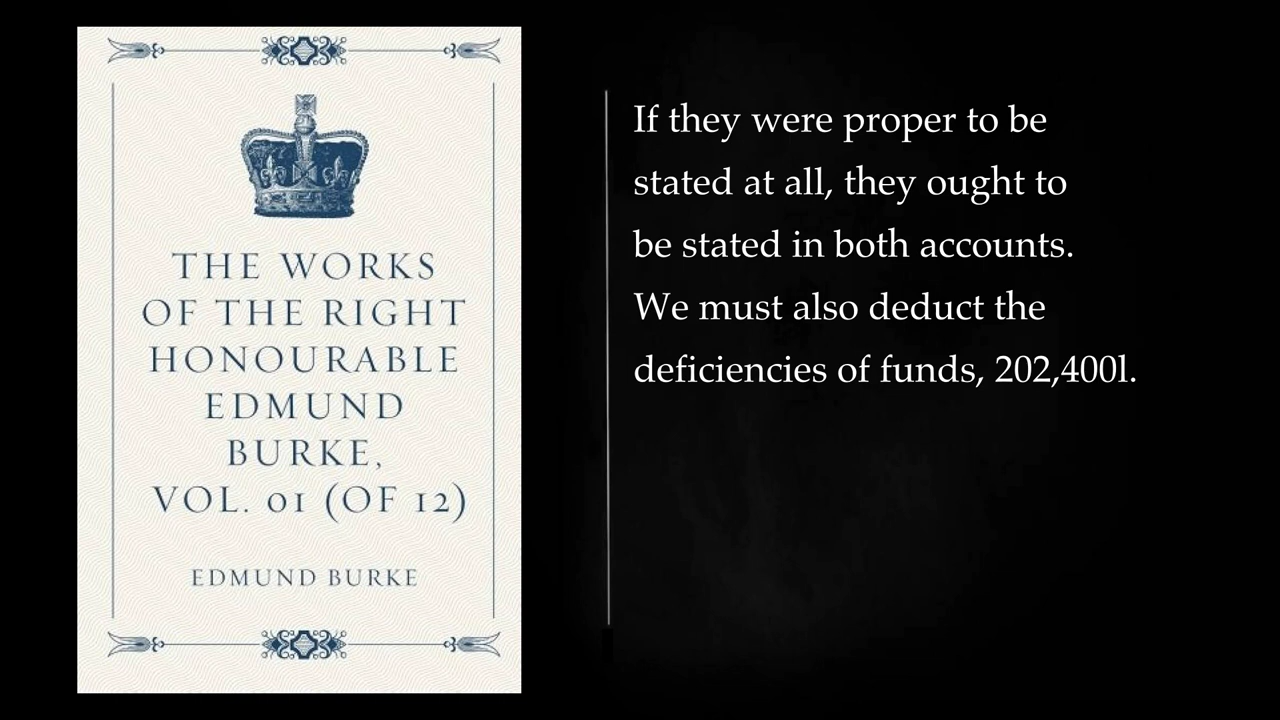 THE WORKS
OF THE RIGHT
HONOURABLE
EDMUND
BURKE,
VOL. 01 (OF 12)
EDMUND BURKE
If they were proper to be
stated at all, they ought to
be stated in both accounts.
We must also deduct the
deficiencies of funds, 202,400l.